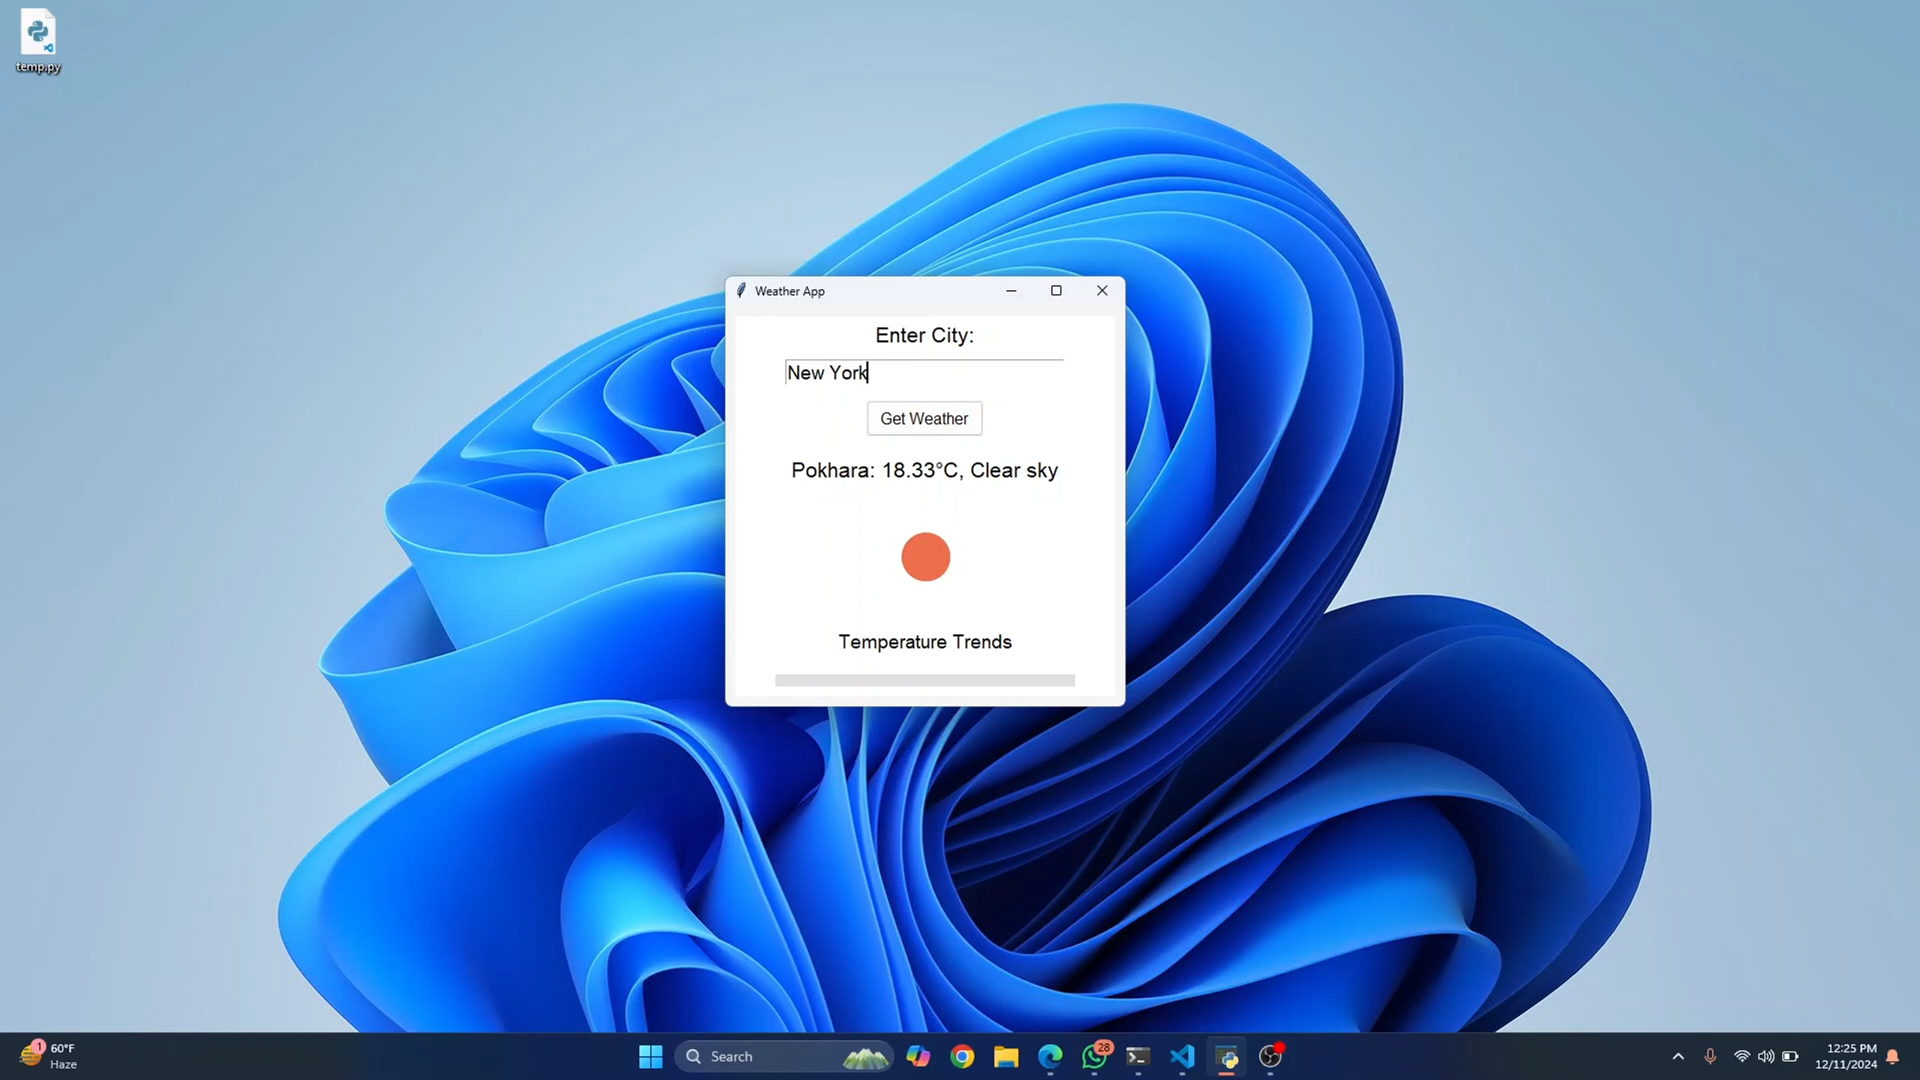 temp.py
Weather App
Enter City:
New York
Get Weather
Pokhara: 18.33°C, Clear sky
Temperature Trends
1
60°F
Haze
Search
28
12:25 PM
12/11/2024